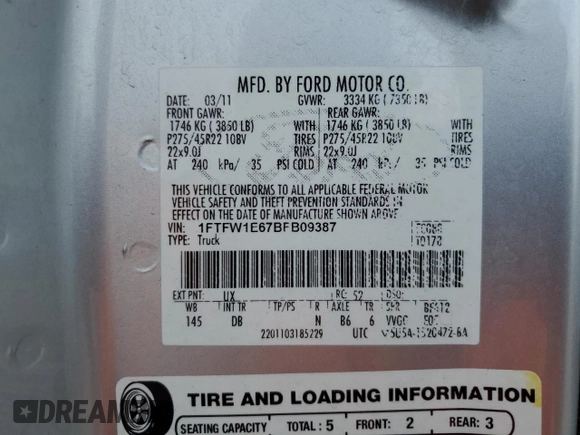 MFD. BY FORD MOTOR CO.
DATE: 03/11 GVWR: 3334 KG ( 7350 LB)
FRONT GAWR: REAR GAWR:
1746 KG ( 3850 LB) WITH 1746 KG ( 3850 LB) WITH
P275/45R22 108V TIRES P275/45R22 108V TIRES
22x9.0J RIMS 22x9.0J RIMS
AT 240 kPa/ 35 PSI COLD AT 240 kPa/ 35 PSI COLD
THIS VEHICLE CONFORMS TO ALL APPLICABLE FEDERAL MOTOR
VEHICLE SAFETY AND THEFT PREVENTION STANDARDS IN
EFFECT ON THE DATE OF MANUFACTURE SHOWN ABOVE
VIN: 1FTFW1E67BFB09387
TYPE: Truck T0178
EXT PNT: UX RC: 52 DSO:
WB INT TR TP/PS R AXLE TR SPR
145 DB N B6 6
2201103185229 UTC
TIRE AND LOADING INFORMATION
SEATING CAPACITY TOTAL : 5 FRONT: 2 REAR: 3
DREAM